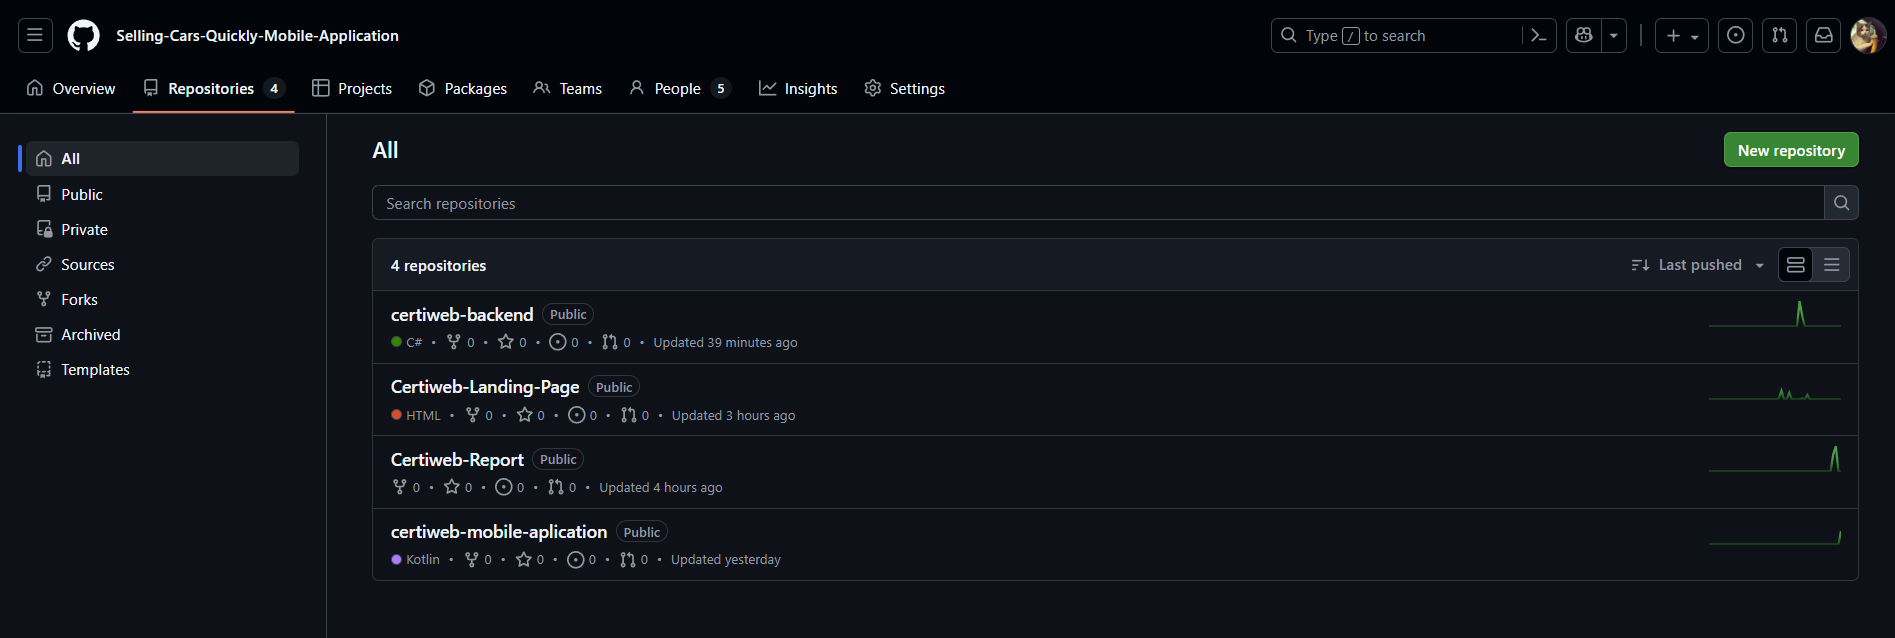 Selling-Cars-Quickly-Mobile-Application
Type / to search
Overview
Repositories 4
Projects
Packages
Teams
People 5
Insights
Settings
All
Public
Private
Sources
Forks
Archived
Templates
All
New repository
Search repositories
4 repositories
Last pushed
certiweb-backend Public
C# • 0 • 0 • 0 • 0 • Updated 39 minutes ago
Certiweb-Landing-Page Public
HTML • 0 • 0 • 0 • 0 • Updated 3 hours ago
Certiweb-Report Public
0 • 0 • 0 • 0 • Updated 4 hours ago
certiweb-mobile-aplication Public
Kotlin • 0 • 0 • 0 • 0 • Updated yesterday